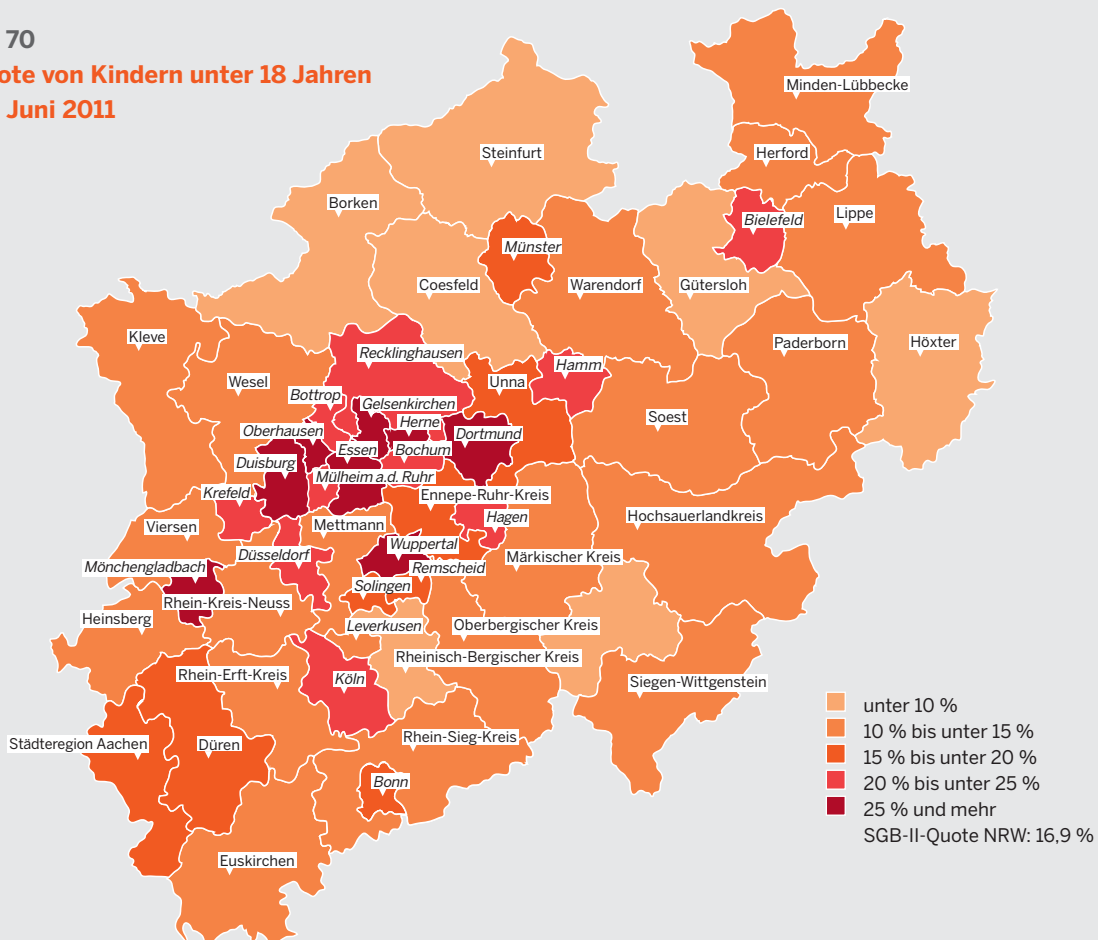 70
ote von Kindern unter 18 Jahren
Juni 2011
Minden-Lübbecke
Steinfurt
Herford
Borken
Lippe
Bielefeld
Münster
Coesfeld
Warendorf
Gütersloh
Kleve
Paderborn
Höxter
Recklinghausen
Hamm
Wesel
Unna
Bottrop
Gelsenkirchen
Soest
Herne
Oberhausen
Dortmund
Essen
Bochum
Duisburg
Mülheim a.d. Ruhr
Krefeld
Ennepe-Ruhr-Kreis
Hagen
Hochsauerlandkreis
Viersen
Mettmann
Wuppertal
Düsseldorf
Märkischer Kreis
Mönchengladbach
Remscheid
Solingen
Rhein-Kreis-Neuss
Heinsberg
Leverkusen
Oberbergischer Kreis
Rheinisch-Bergischer Kreis
Rhein-Erft-Kreis
Köln
Siegen-Wittgenstein
Städteregion Aachen
Düren
Rhein-Sieg-Kreis
Bonn
Euskirchen
unter 10 %
10 % bis unter 15 %
15 % bis unter 20 %
20 % bis unter 25 %
25 % und mehr
SGB-II-Quote NRW: 16,9 %